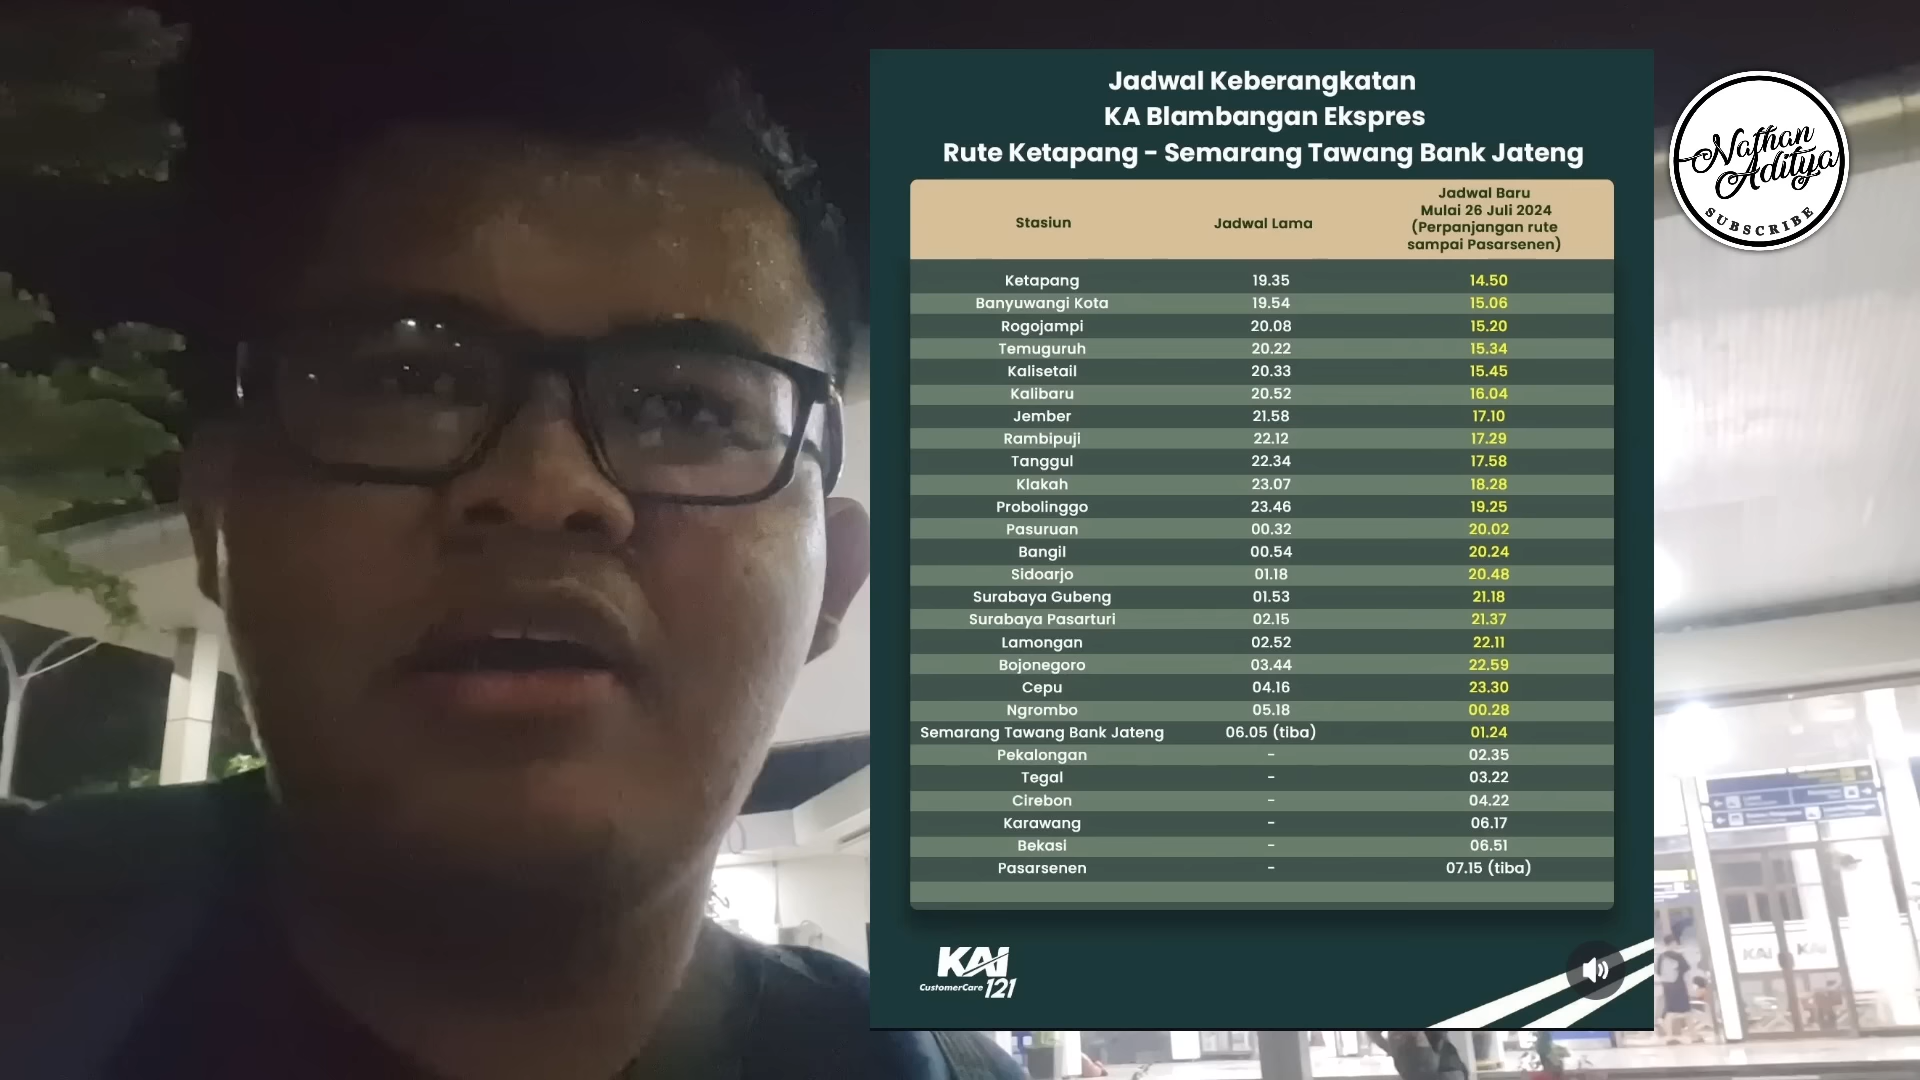 Jadwal Keberangkatan
KA Blambangan Ekspres
Rute Ketapang - Semarang Tawang Bank Jateng
Stasiun Jadwal Lama Jadwal Baru
Mulai 26 Juli 2024
(Perpanjangan rute
sampai Pasarsenen)
Ketapang 19.35 14.50
Banyuwangi Kota 19.54 15.06
Rogojampi 20.08 15.20
Temuguruh 20.22 15.34
Kalisetail 20.33 15.45
Kalibaru 20.52 16.04
Jember 21.58 17.10
Rambipuji 22.12 17.29
Tanggul 22.34 17.58
Klakah 23.07 18.28
Probolinggo 23.46 19.25
Pasuruan 00.32 20.02
Bangil 00.54 20.24
Sidoarjo 01.18 20.48
Surabaya Gubeng 01.53 21.18
Surabaya Pasarturi 02.15 21.37
Lamongan 02.52 22.11
Bojonegoro 03.44 22.59
Cepu 04.16 23.30
Ngrombo 05.18 00.28
Semarang Tawang Bank Jateng 06.05 (tiba) 01.24
Pekalongan - 02.35
Tegal - 03.22
Cirebon - 04.22
Karawang - 06.17
Bekasi - 06.51
Pasarsenen - 07.15 (tiba)
KAI
CustomerCare 121
Nathan
Aditya
SUBSCRIBE
KAI KAI